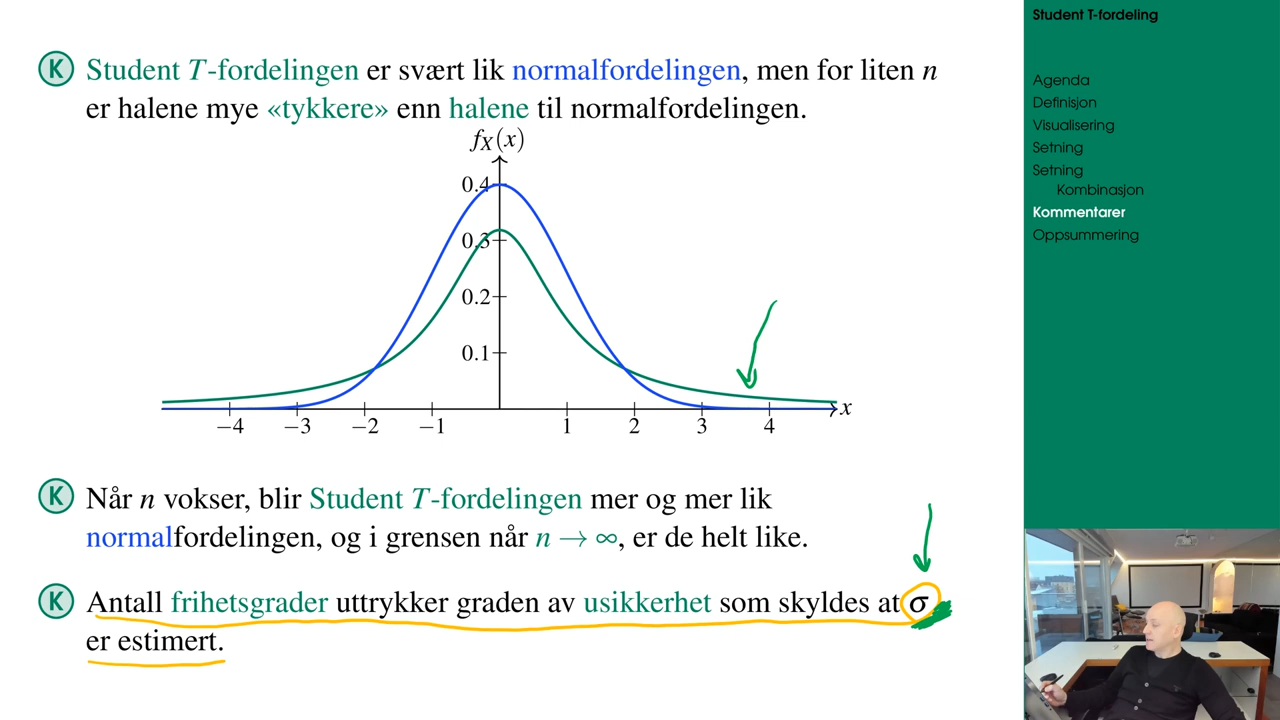 Student T-fordeling
Agenda
Definisjon
Visualisering
Setning
Setning
Kombinasjon
Kommentarer
Oppsummering
K Student T-fordelingen er svært lik normalfordelingen, men for liten n
er halene mye «tykkere» enn halene til normalfordelingen.
fX(x)
0.4
0.3
0.2
0.1
−4 −3 −2 −1 1 2 3 4 x
K Når n vokser, blir Student T-fordelingen mer og mer lik
normalfordelingen, og i grensen når n → ∞, er de helt like.
K Antall frihetsgrader uttrykker graden av usikkerhet som skyldes at σ
er estimert.